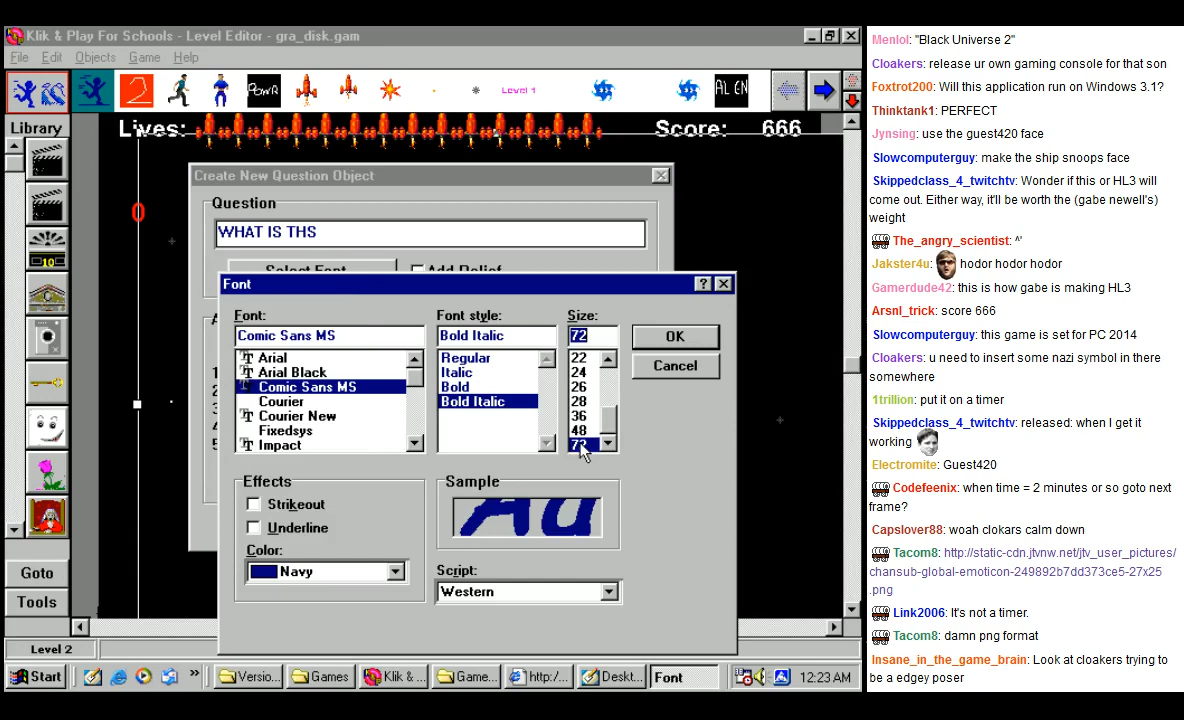 Klik & Play For Schools - Level Editor - gra_disk.gam
File Edit Objects Game Help
2
POWR
Level 1
ALEN
Library
Lives:
Score: 666
0
10
Create New Question Object
Question
WHAT IS THS
Select Font
Add Relief
Font
Font:
Font style:
Size:
Comic Sans MS
Bold Italic
72
OK
Cancel
Arial
Arial Black
Comic Sans MS
Courier
Courier New
Fixedsys
Impact
Regular
Italic
Bold
Bold Italic
22
24
26
28
36
48
72
Effects
Strikeout
Underline
Color:
Navy
Sample
Script:
Western
Goto
Tools
Level 2
Start
»
Versio...
Games
Klik & ...
Game...
http:/...
Deskt...
Font
12:23 AM
Menlol: "Black Universe 2"
Cloakers: release ur own gaming console for that son
Foxtrot200: Will this application run on Windows 3.1?
Thinktank1: PERFECT
Jynsing: use the guest420 face
Slowcomputerguy: make the ship snoops face
Skippedclass_4_twitchtv: Wonder if this or HL3 will
come out. Either way, it'll be worth the (gabe newell's)
weight
The_angry_scientist: ^'
Jakster4u: hodor hodor hodor
Gamerdude42: this is how gabe is making HL3
Arsnl_trick: score 666
Slowcomputerguy: this game is set for PC 2014
Cloakers: u need to insert some nazi symbol in there
somewhere
1trillion: put it on a timer
Skippedclass_4_twitchtv: released: when I get it
working
Electromite: Guest420
Codefeenix: when time = 2 minutes or so goto next
frame?
Capslover88: woah clokars calm down
Tacom8: http://static-cdn.jtvnw.net/jtv_user_pictures/
chansub-global-emoticon-249892b7dd373ce5-27x25
.png
Link2006: It's not a timer.
Tacom8: damn png format
Insane_in_the_game_brain: Look at cloakers trying to
be a edgey poser